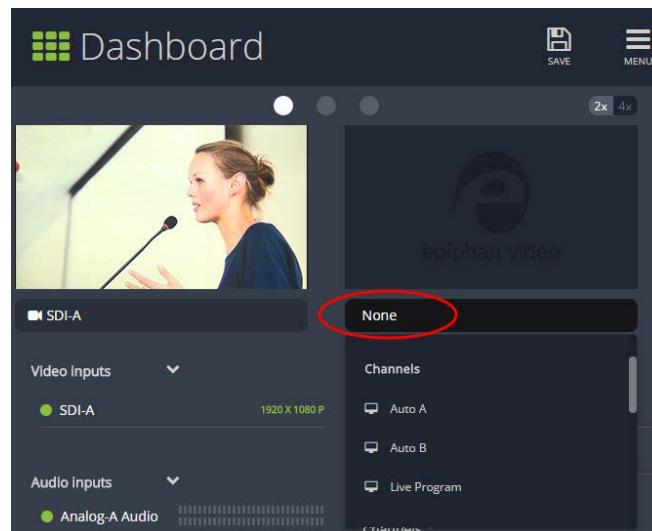 Dashboard
SAVE
MENU
2x 4x
epiphan video
SDI-A
None
Video inputs
SDI-A
1920 X 1080 P
Audio inputs
Analog-A Audio
Channels
Auto A
Auto B
Live Program
Channels